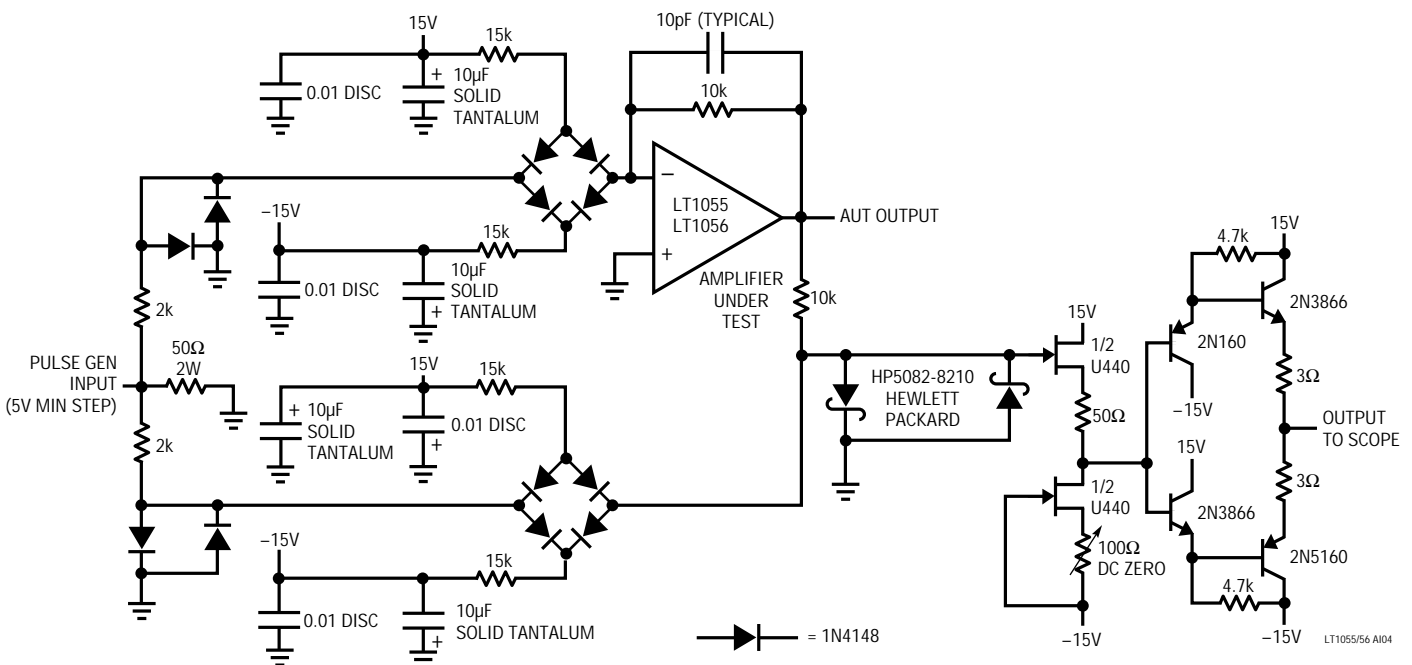 10pF (TYPICAL)
15V
15k
10k
0.01 DISC
+
10µF
SOLID
TANTALUM
–15V
15k
0.01 DISC
10µF
SOLID
TANTALUM
+
–
+
LT1055
LT1056
AUT OUTPUT
AMPLIFIER
UNDER
TEST
10k
2k
PULSE GEN
INPUT
(5V MIN STEP)
50Ω
2W
2k
15V
15k
+
10µF
SOLID
TANTALUM
0.01 DISC
+
–15V
15k
0.01 DISC
10µF
SOLID TANTALUM
+
HP5082-8210
HEWLETT
PACKARD
15V
1/2
U440
50Ω
1/2
U440
100Ω
DC ZERO
–15V
4.7k
15V
2N3866
2N160
–15V
3Ω
OUTPUT
TO SCOPE
15V
2N3866
3Ω
2N5160
4.7k
–15V
= 1N4148
LT1055/56 AI04